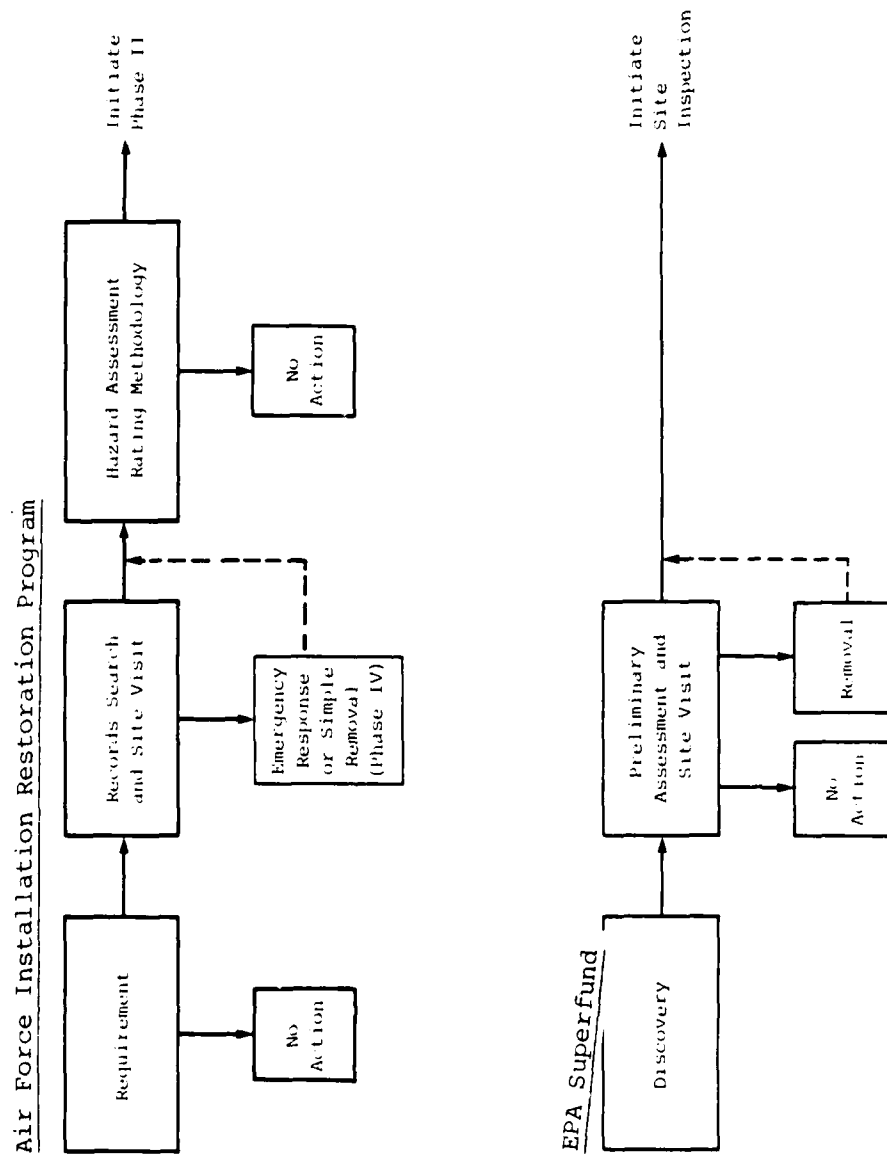 Air Force Installation Restoration Program
Requirement
No
Action
Records Search
and Site Visit
Emergency
Response
or Simple
Removal
(Phase IV)
Hazard Assessment
Rating Methodology
No
Action
Initiate
Phase II
EPA Superfund
Discovery
Preliminary
Assessment and
Site Visit
No
Action
Removal
Initiate
Site
Inspection